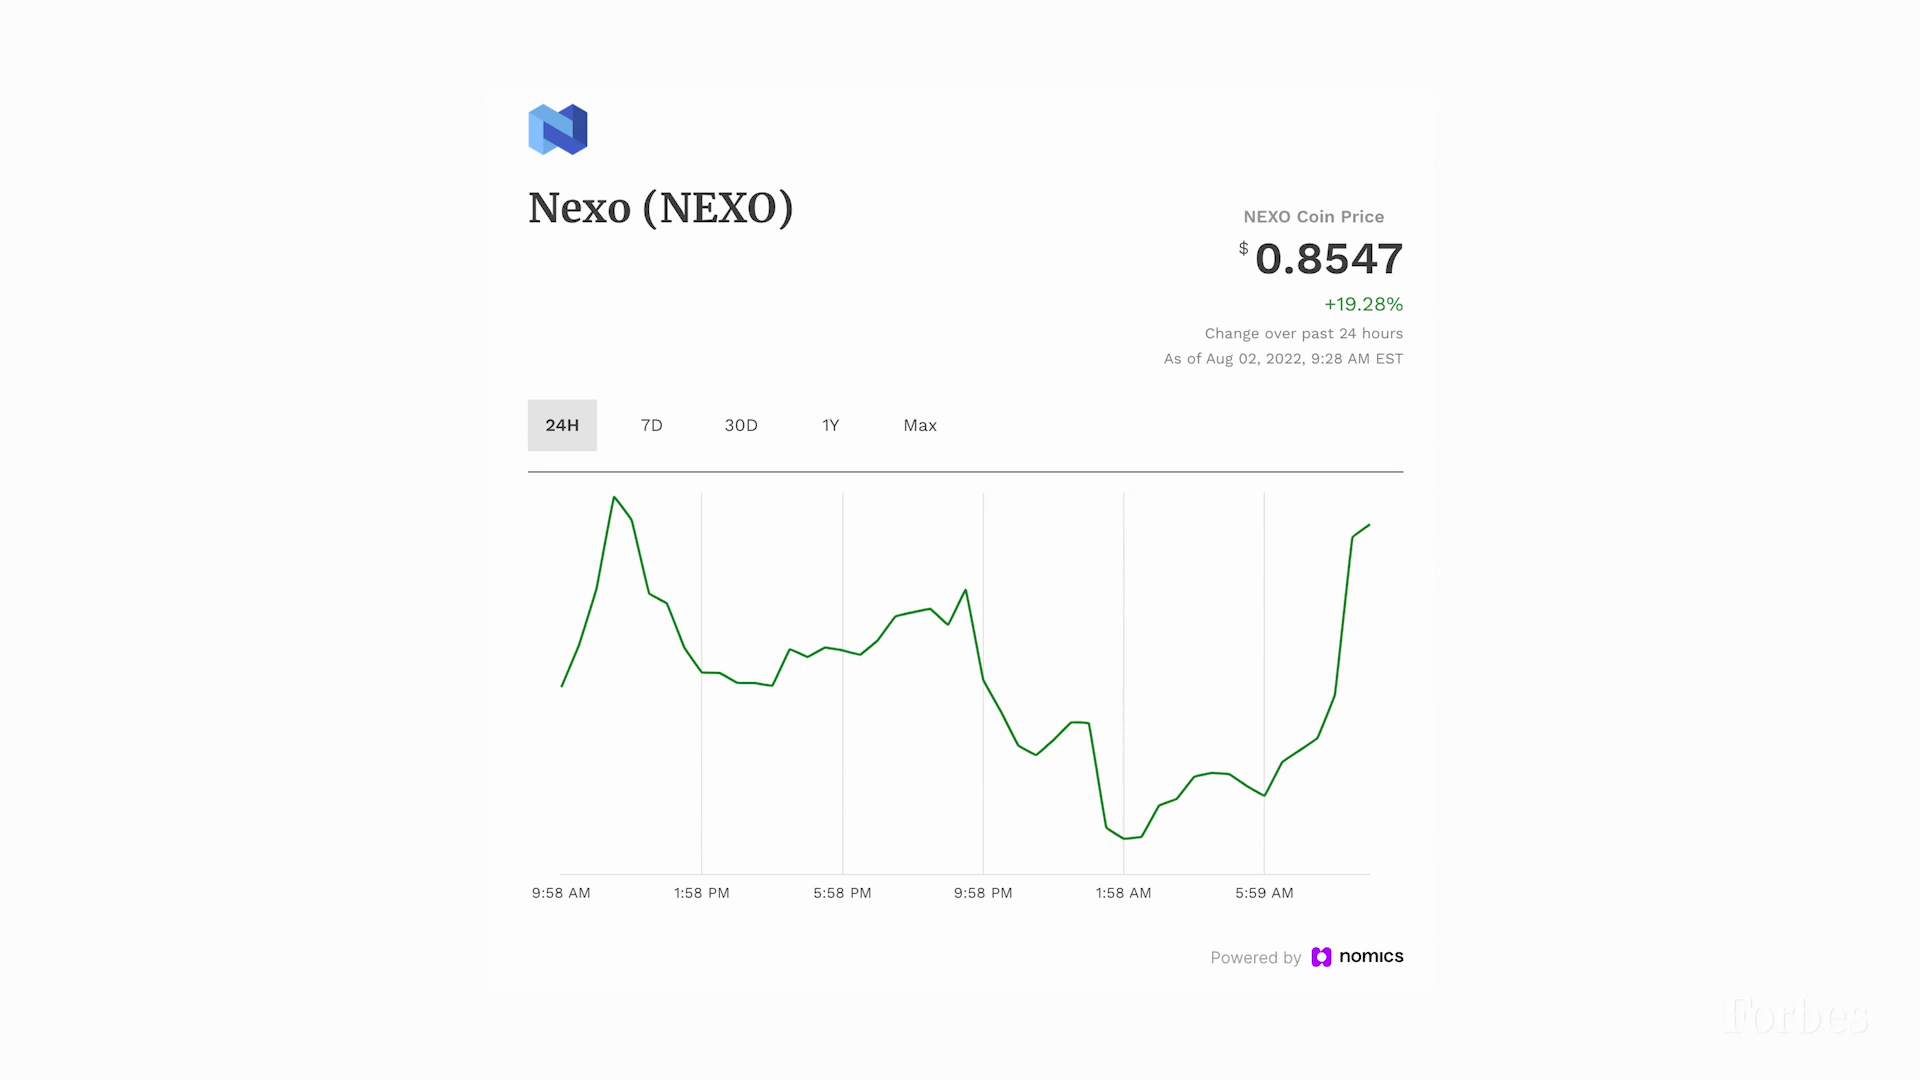 Nexo (NEXO)
NEXO Coin Price
$ 0.8547
+19.28%
Change over past 24 hours
As of Aug 02, 2022, 9:28 AM EST
24H 7D 30D 1Y Max
9:58 AM 1:58 PM 5:58 PM 9:58 PM 1:58 AM 5:59 AM
Powered by nomics
Forbes